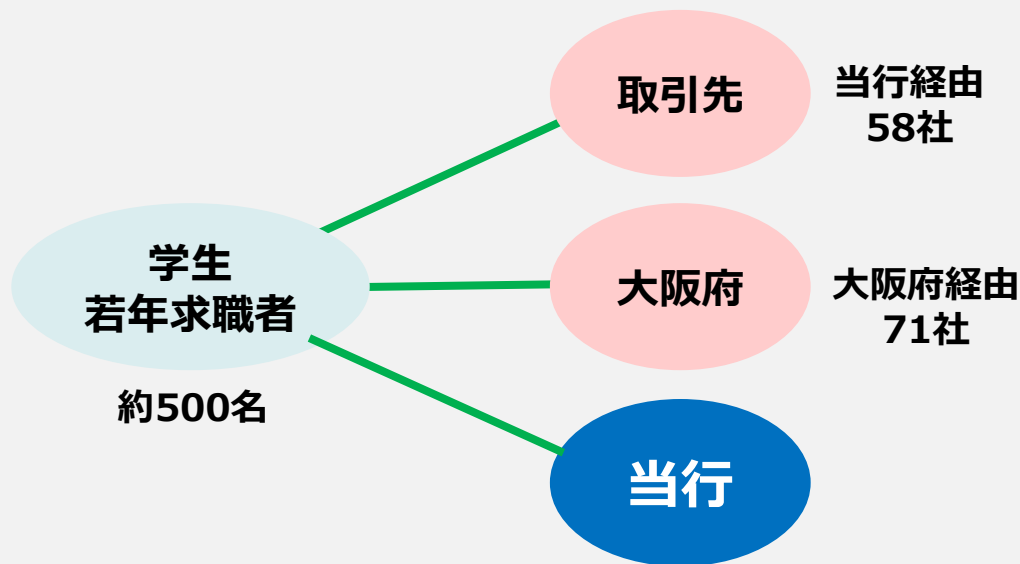 取引先
当行経由
58社
学生
若年求職者
約500名
大阪府
大阪府経由
71社
当行